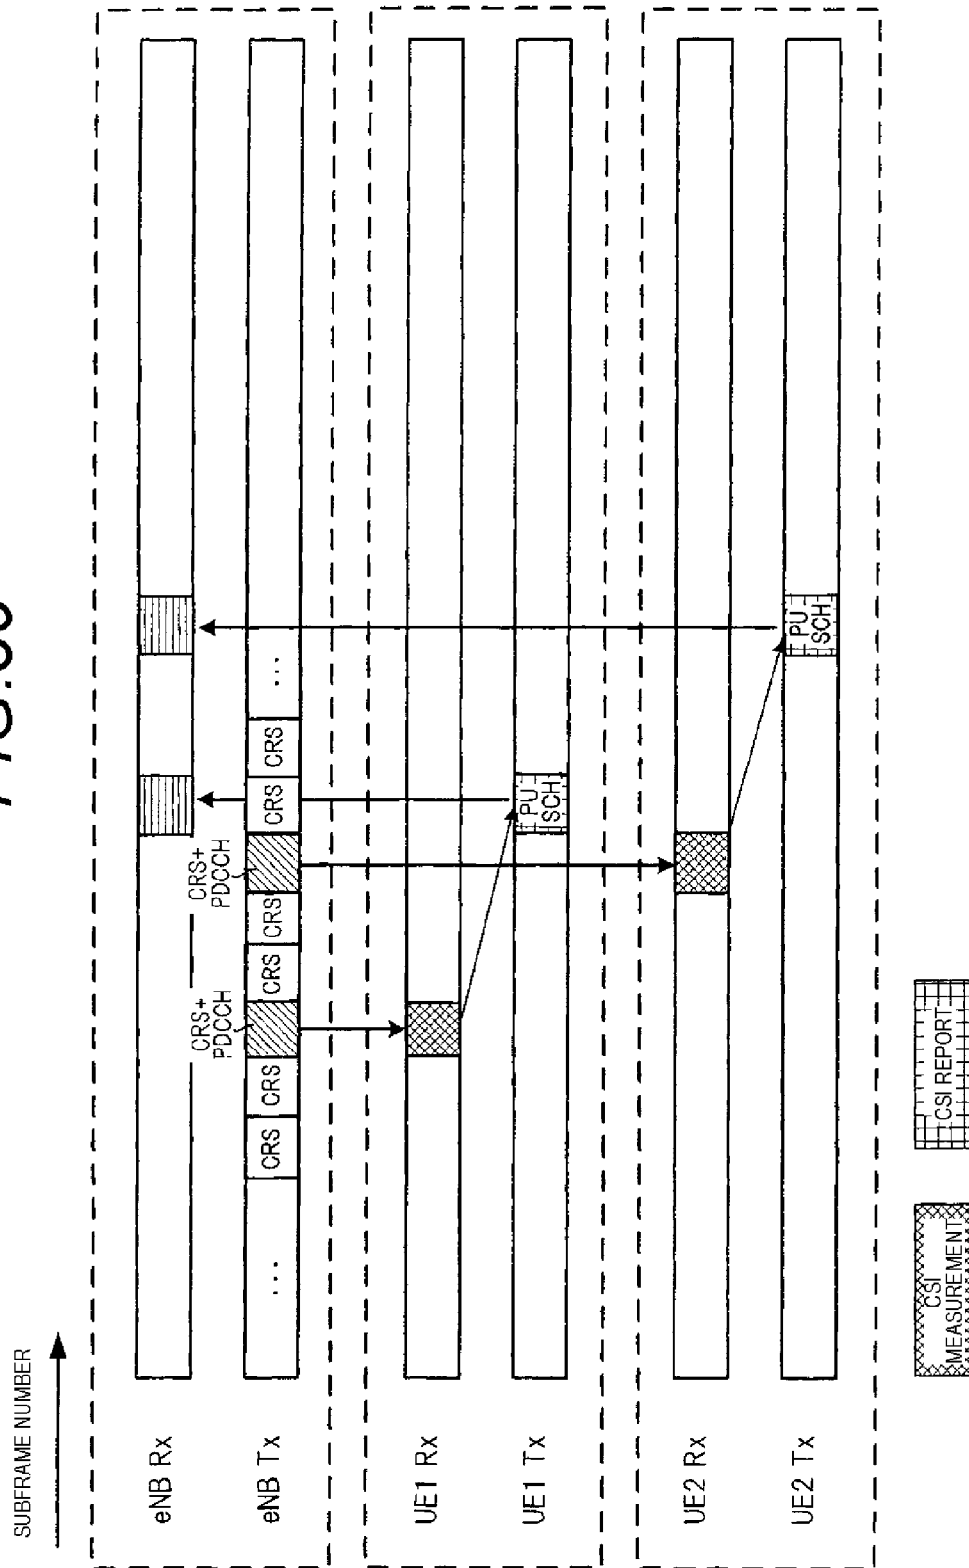 SUBFRAME NUMBER
eNB Rx
eNB Tx
...
CRS
CRS
CRS+
PDCCH
CRS
CRS
CRS+
PDCCH
CRS
CRS
...
UE1 Rx
UE1 Tx
PU
SCH
UE2 Rx
UE2 Tx
PU
SCH
CSI
MEASUREMENT
CSI REPORT